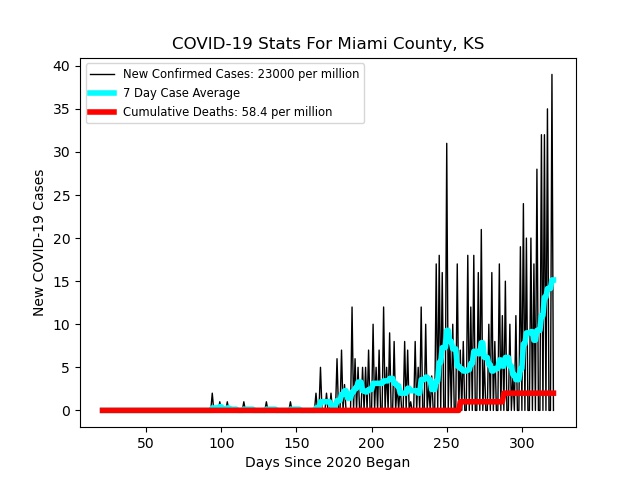 COVID-19 Stats For Miami County, KS
New Confirmed Cases: 23000 per million
7 Day Case Average
Cumulative Deaths: 58.4 per million
New COVID-19 Cases
40
35
30
25
20
15
10
5
0
50 100 150 200 250 300
Days Since 2020 Began